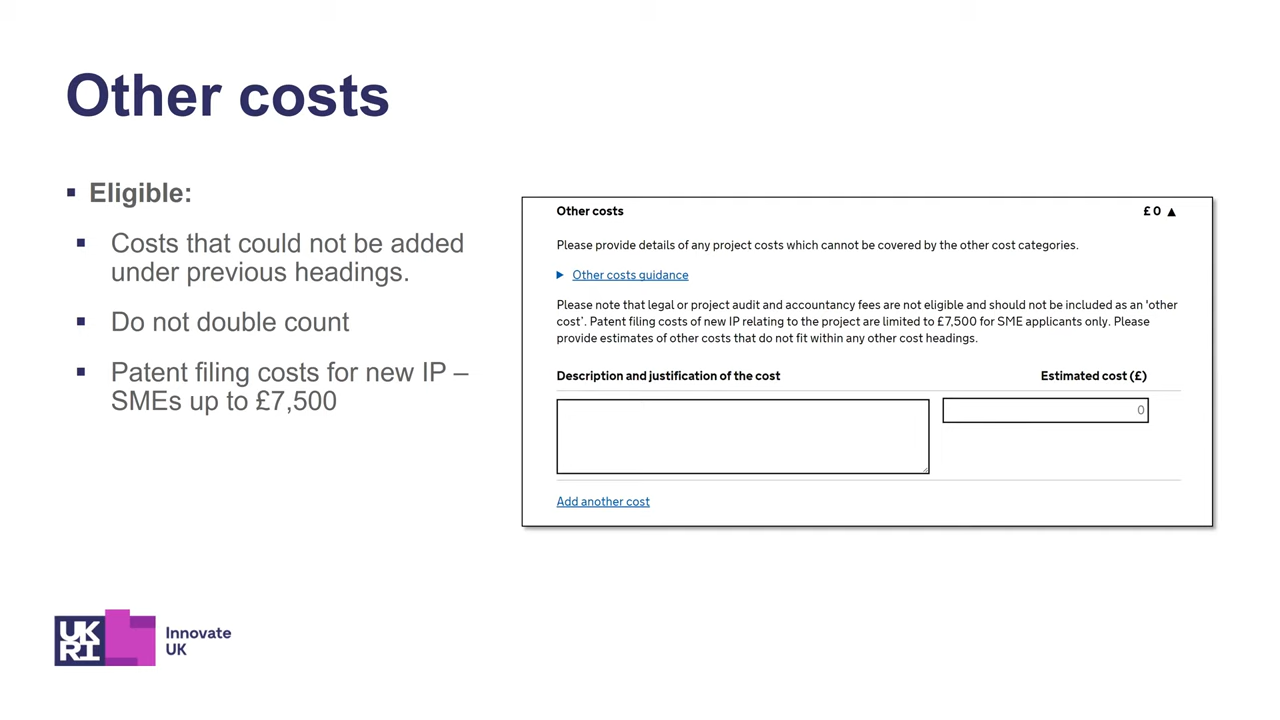 Other costs
Eligible:
Costs that could not be added
under previous headings.
Do not double count
Patent filing costs for new IP –
SMEs up to £7,500
Other costs £ 0 ▲
Please provide details of any project costs which cannot be covered by the other cost categories.
Other costs guidance
Please note that legal or project audit and accountancy fees are not eligible and should not be included as an 'other
cost'. Patent filing costs of new IP relating to the project are limited to £7,500 for SME applicants only. Please
provide estimates of other costs that do not fit within any other cost headings.
Description and justification of the cost Estimated cost (£)
0
Add another cost
UK
RI
Innovate
UK